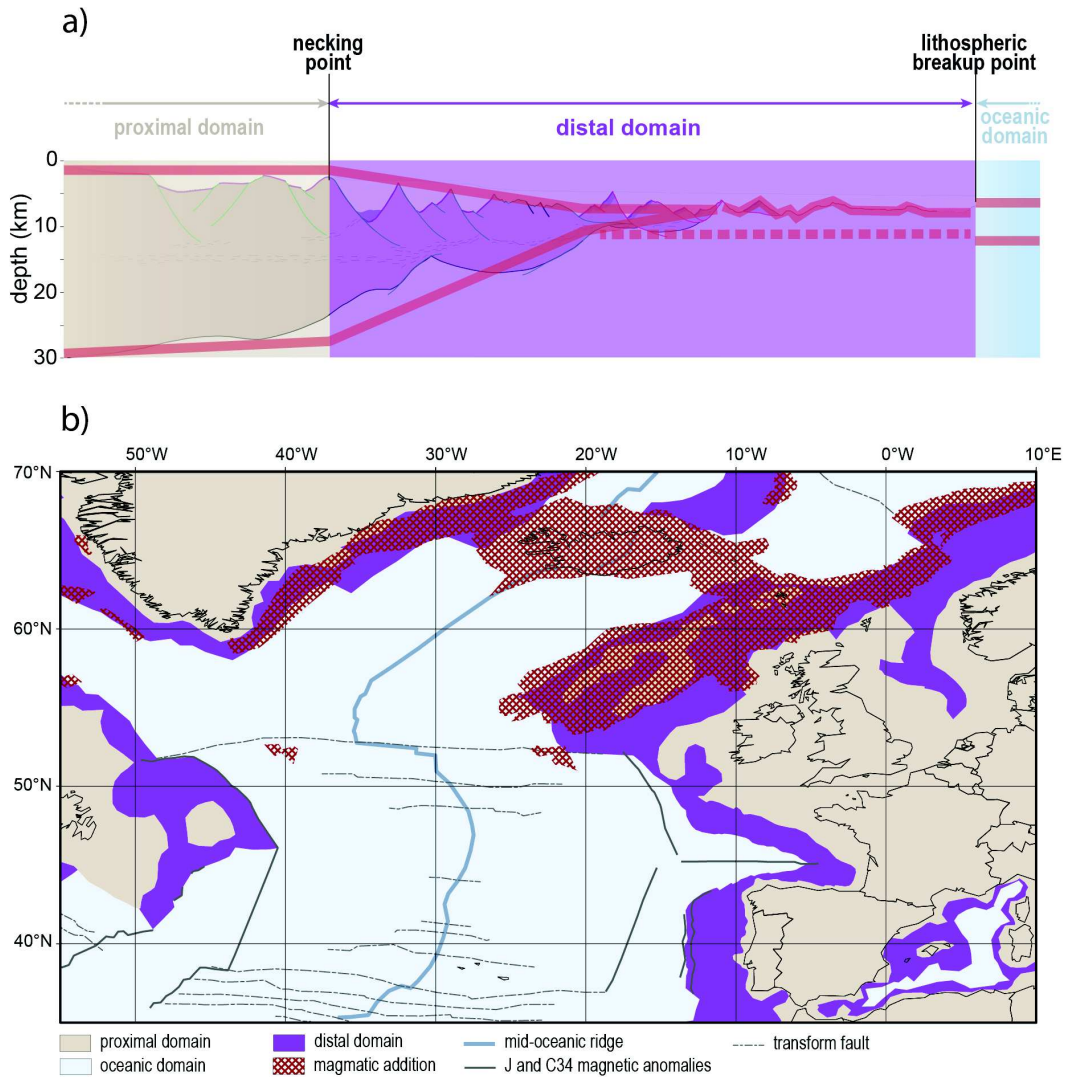 a)
necking
point
lithospheric
breakup point
proximal domain
distal domain
oceanic
domain
0
10
20
30
depth (km)
b)
50°W 40°W 30°W 20°W 10°W 0°W 10°E
70°N
60°N
50°N
40°N
proximal domain distal domain mid-oceanic ridge transform fault
oceanic domain magmatic addition J and C34 magnetic anomalies